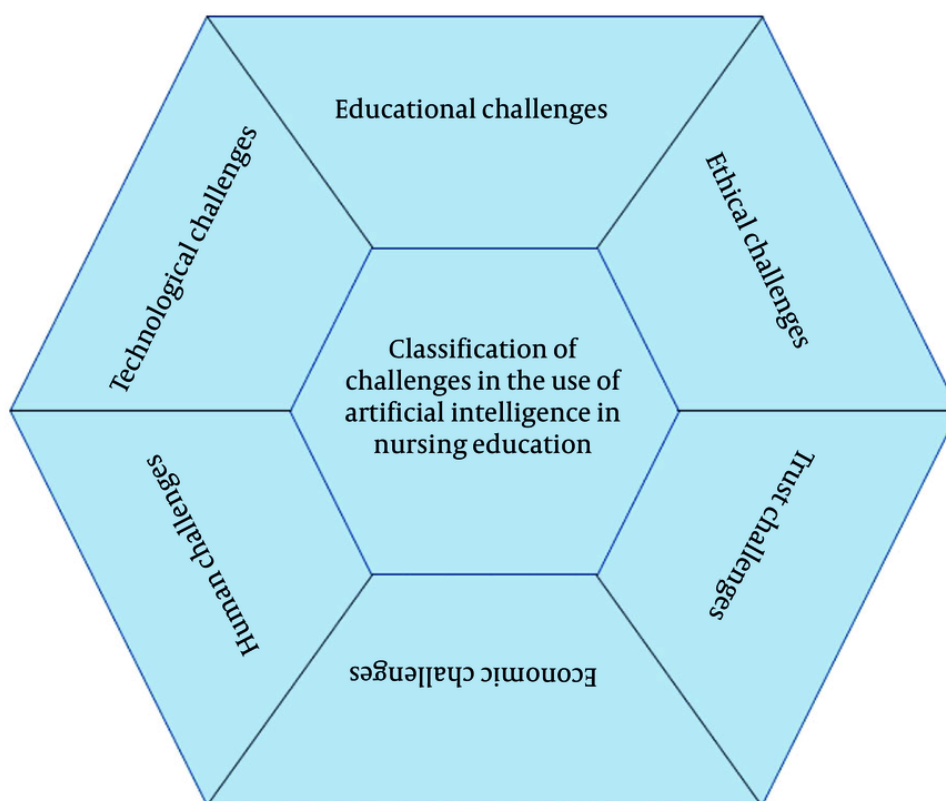 Educational challenges
Technological challenges
Ethical challenges
Classification of
challenges in the use of
artificial intelligence in
nursing education
Human challenges
Trust challenges
Economic challenges